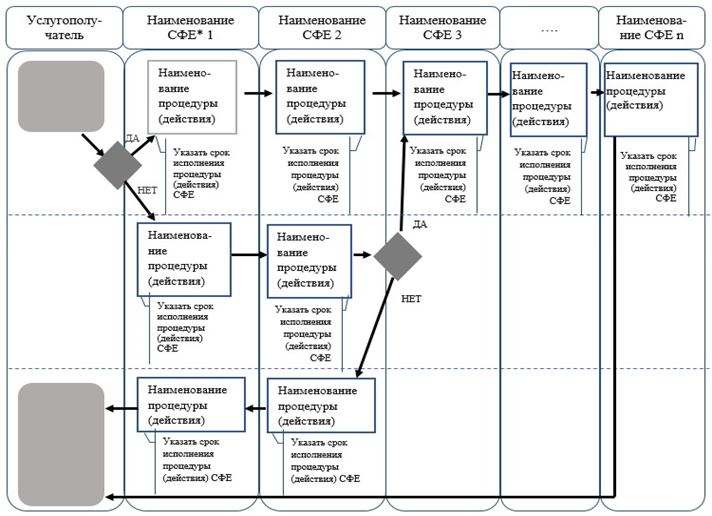 Услугополу-
чатель
Наименование
СФЕ* 1
Наименование
СФЕ 2
Наименование
СФЕ 3
….
Наименова-
ние СФЕ n
ДА
Наимено-
вание
процедуры
(действия)
Наимено-
вание
процедуры
(действия)
Наимено-
вание
процедуры
(действия)
Наимено-
вание
процедуры
(действия)
Наименование
процедуры
(действия)
Указать срок
исполнения
процедуры
(действия)
СФЕ
Указать срок
исполнения
процедуры
(действия)
СФЕ
Указать срок
исполнения
процедуры
(действия)
СФЕ
Указать срок
исполнения
процедуры
(действия)
СФЕ
Указать срок
исполнения
процедуры
(действия)
СФЕ
НЕТ
Наименова-
ние
процедуры
(действия)
Наимено-
вание
процедуры
(действия)
ДА
НЕТ
Указать срок
исполнения
процедуры
(действия)
СФЕ
Указать срок
исполнения
процедуры
(действия)
СФЕ
Наименование
процедуры
(действия)
Наименование
процедуры
(действия)
Указать срок
исполнения
процедуры
(действия) СФЕ
Указать срок
исполнения
процедуры
(действия) СФЕ